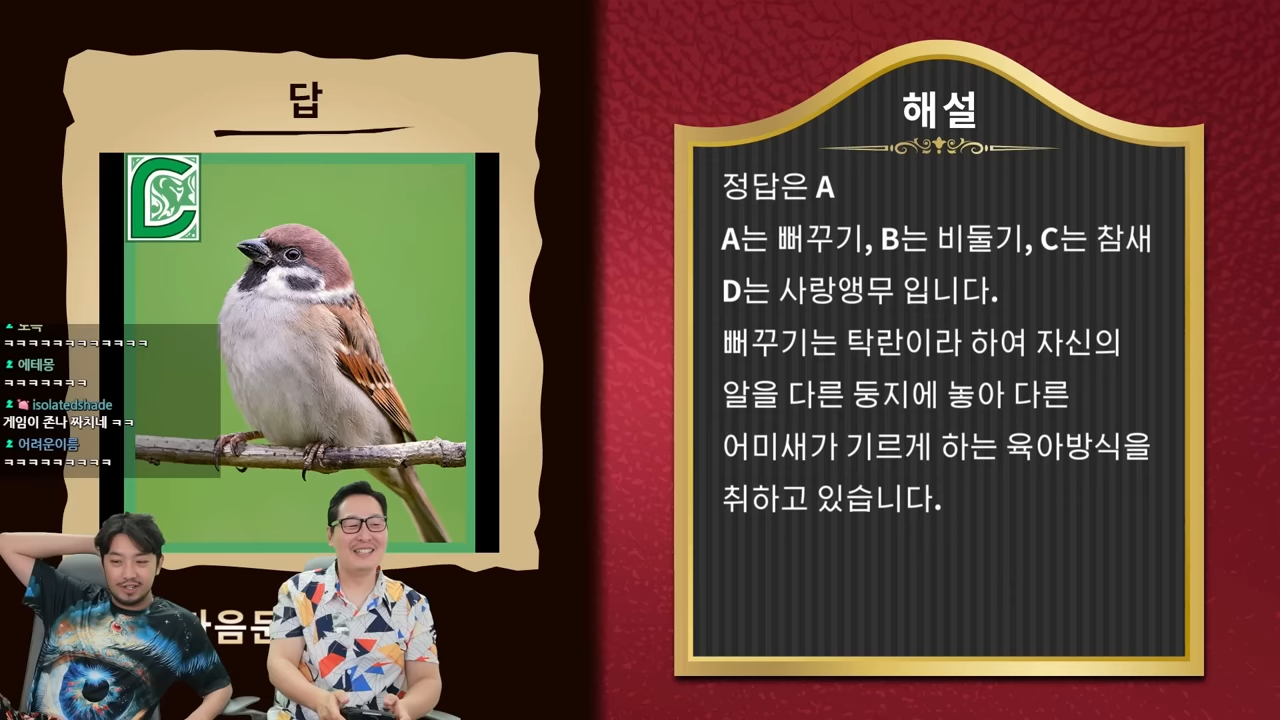 답
C
해설
정답은 A
A는 뻐꾸기, B는 비둘기, C는 참새
D는 사랑앵무 입니다.
뻐꾸기는 탁란이라 하여 자신의
알을 다른 둥지에 놓아 다른
어미새가 기르게 하는 육아방식을
취하고 있습니다.
ㅋㅋㅋㅋㅋㅋㅋㅋㅋㅋㅋㅋ
에테몽
ㅋㅋㅋㅋㅋㅋㅋ
isolatedshade
게임이 존나 짜치네 ㅋㅋ
어려운이름
ㅋㅋㅋㅋㅋㅋㅋㅋㅋ